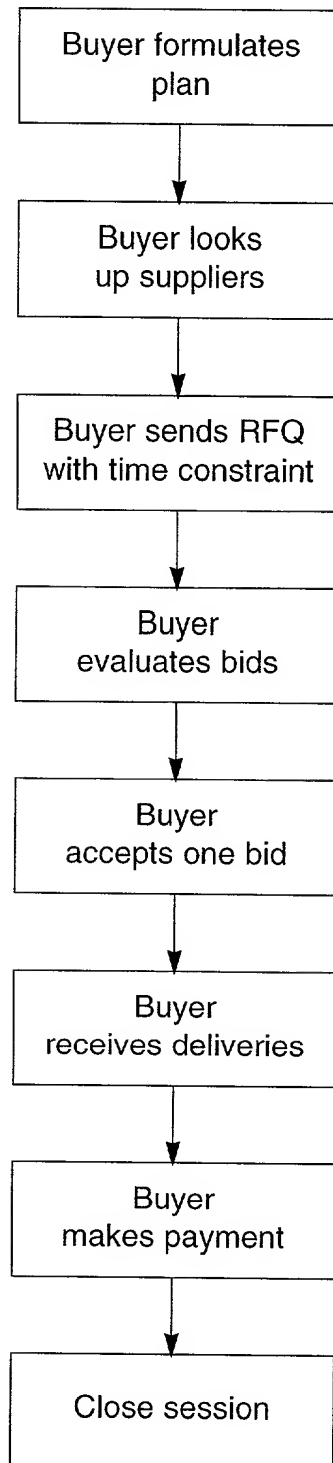 Buyer formulates
plan
Buyer looks
up suppliers
Buyer sends RFQ
with time constraint
Buyer
evaluates bids
Buyer
accepts one bid
Buyer
receives deliveries
Buyer
makes payment
Close session